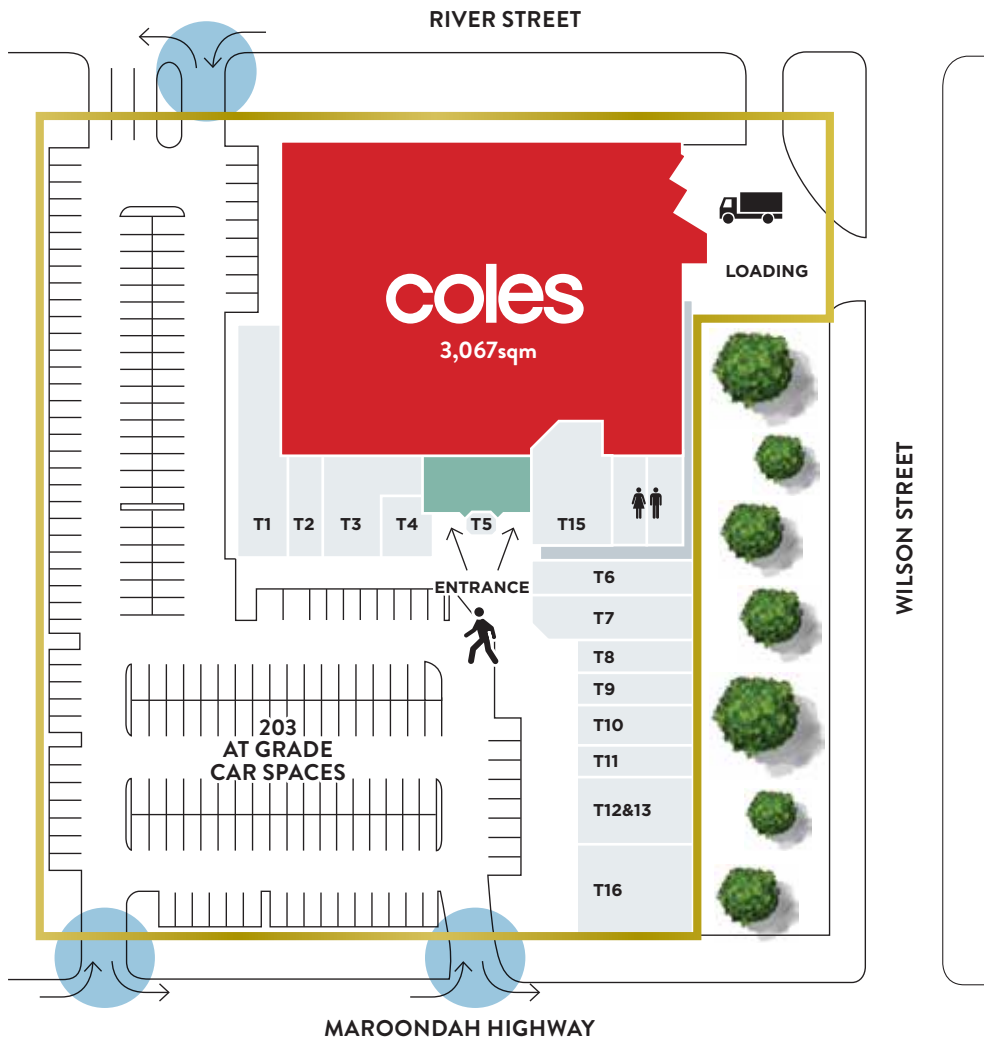 RIVER STREET
LOADING
coles
3,067sqm
WILSON STREET
T1
T2
T3
T4
T5
T15
ENTRANCE
T6
T7
T8
T9
T10
T11
T12&13
T16
203
AT GRADE
CAR SPACES
MAROONDAH HIGHWAY